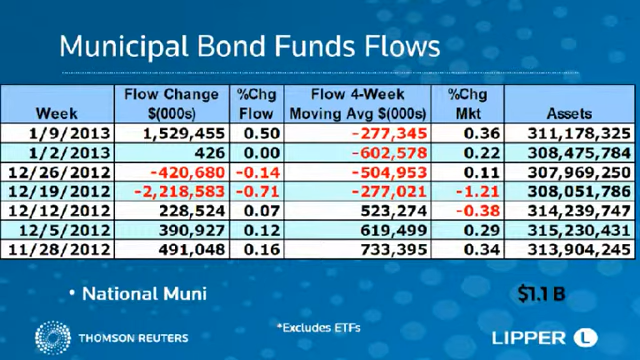 Municipal Bond Funds Flows
Week Flow Change $(000s) %Chg Flow Flow 4-Week Moving Avg $(000s) %Chg Mkt Assets
1/9/2013 1,529,455 0.50 -277,345 0.36 311,178,325
1/2/2013 426 0.00 -602,578 0.22 308,475,784
12/26/2012 -420,680 -0.14 -504,953 0.11 307,969,250
12/19/2012 -2,218,583 -0.71 -277,021 -1.21 308,051,786
12/12/2012 228,524 0.07 523,274 -0.38 314,239,747
12/5/2012 390,927 0.12 619,499 0.29 315,230,431
11/28/2012 491,048 0.16 733,395 0.34 313,904,245
• National Muni $1.1 B
*Excludes ETFs
THOMSON REUTERS
LIPPER L